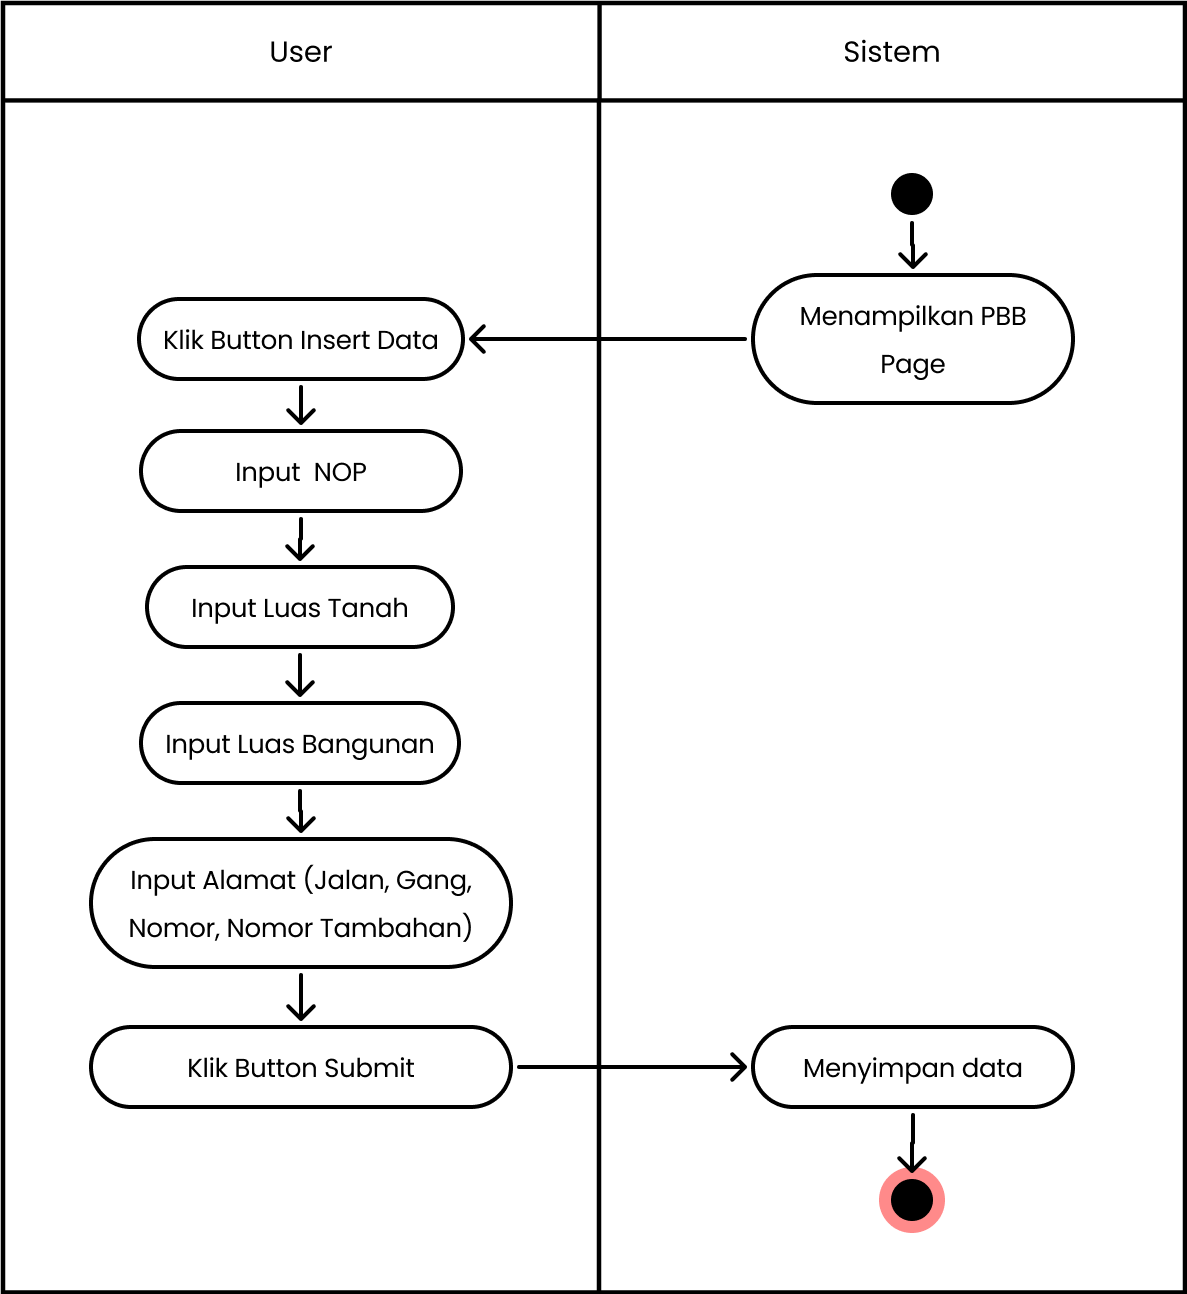 User
Sistem
Menampilkan PBB
Page
Klik Button Insert Data
Input NOP
Input Luas Tanah
Input Luas Bangunan
Input Alamat (Jalan, Gang,
Nomor, Nomor Tambahan)
Klik Button Submit
Menyimpan data